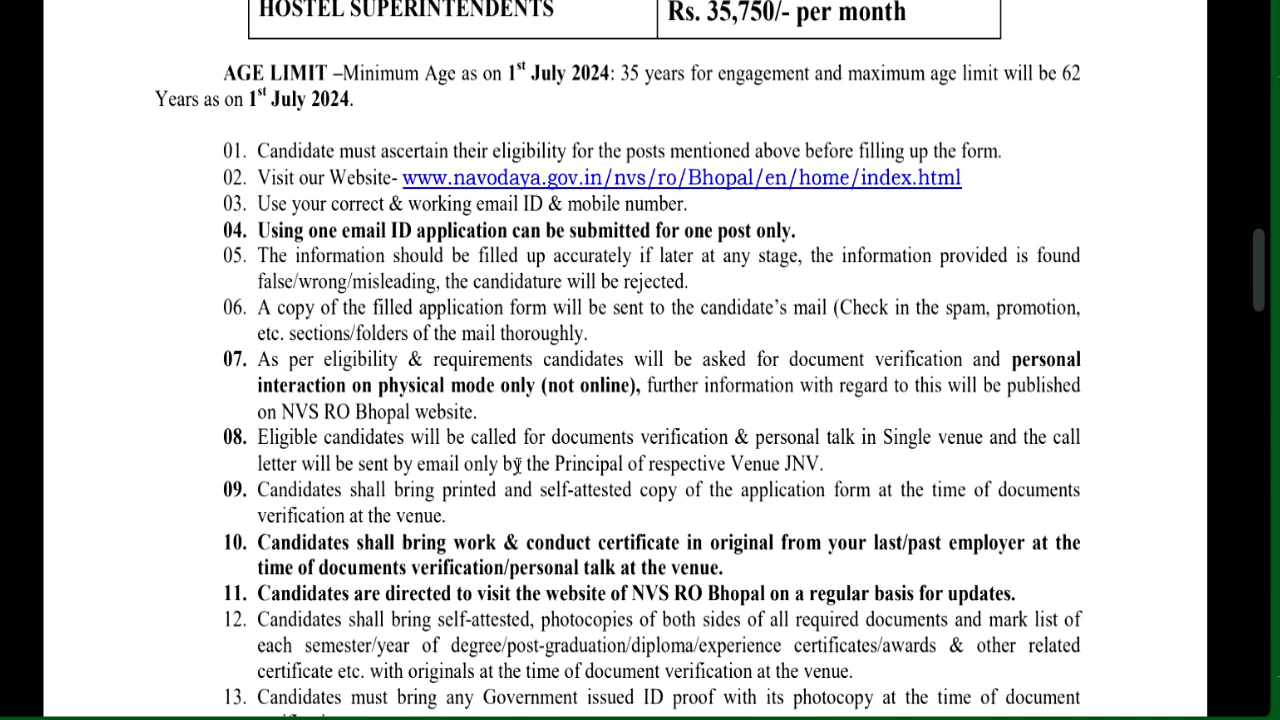 HOSTEL SUPERINTENDENTS Rs. 35,750/- per month
AGE LIMIT –Minimum Age as on 1st July 2024: 35 years for engagement and maximum age limit will be 62
Years as on 1st July 2024.
01. Candidate must ascertain their eligibility for the posts mentioned above before filling up the form.
02. Visit our Website- www.navodaya.gov.in/nvs/ro/Bhopal/en/home/index.html
03. Use your correct & working email ID & mobile number.
04. Using one email ID application can be submitted for one post only.
05. The information should be filled up accurately if later at any stage, the information provided is found
false/wrong/misleading, the candidature will be rejected.
06. A copy of the filled application form will be sent to the candidate's mail (Check in the spam, promotion,
etc. sections/folders of the mail thoroughly.
07. As per eligibility & requirements candidates will be asked for document verification and personal
interaction on physical mode only (not online), further information with regard to this will be published
on NVS RO Bhopal website.
08. Eligible candidates will be called for documents verification & personal talk in Single venue and the call
letter will be sent by email only by the Principal of respective Venue JNV.
09. Candidates shall bring printed and self-attested copy of the application form at the time of documents
verification at the venue.
10. Candidates shall bring work & conduct certificate in original from your last/past employer at the
time of documents verification/personal talk at the venue.
11. Candidates are directed to visit the website of NVS RO Bhopal on a regular basis for updates.
12. Candidates shall bring self-attested, photocopies of both sides of all required documents and mark list of
each semester/year of degree/post-graduation/diploma/experience certificates/awards & other related
certificate etc. with originals at the time of document verification at the venue.
13. Candidates must bring any Government issued ID proof with its photocopy at the time of document